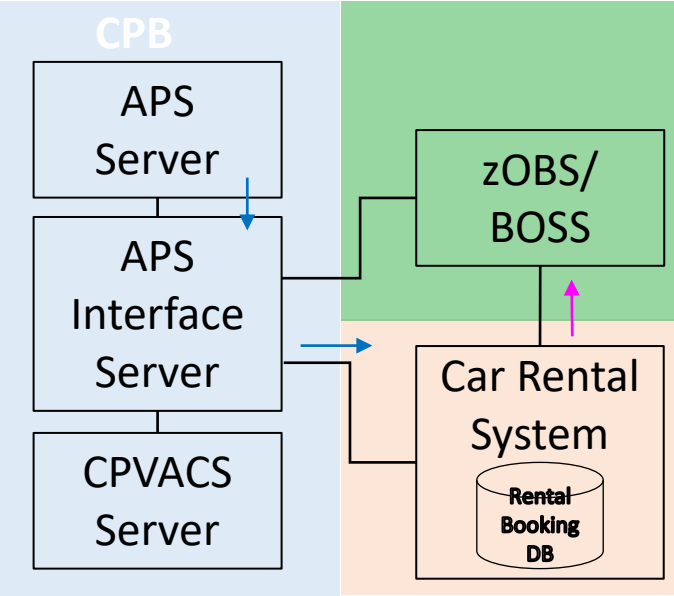 CPB
APS
Server
APS
Interface
Server
CPVACS
Server
zOBS/
BOSS
Car Rental
System
Rental
Booking
DB